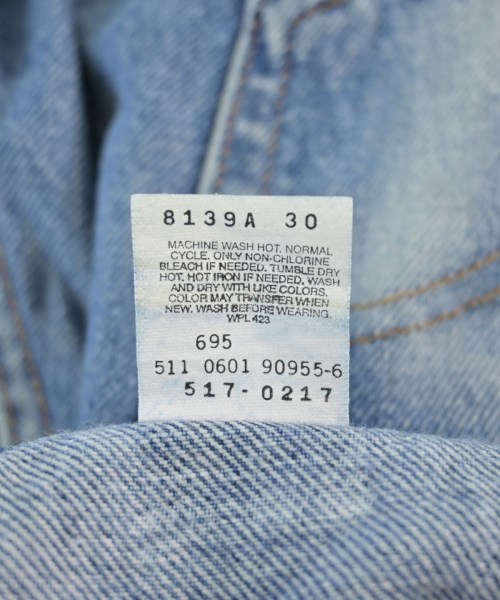 8139A 30
MACHINE WASH HOT, NORMAL
CYCLE. ONLY NON-CHLORINE
BLEACH IF NEEDED. TUMBLE DRY
HOT, HOT IRON IF NEEDED. WASH
AND DRY WITH LIKE COLORS.
COLOR MAY TRANSFER WHEN
NEW. WASH BEFORE WEARING.
WPL 423
695
511 0601 90955-6
517-0217